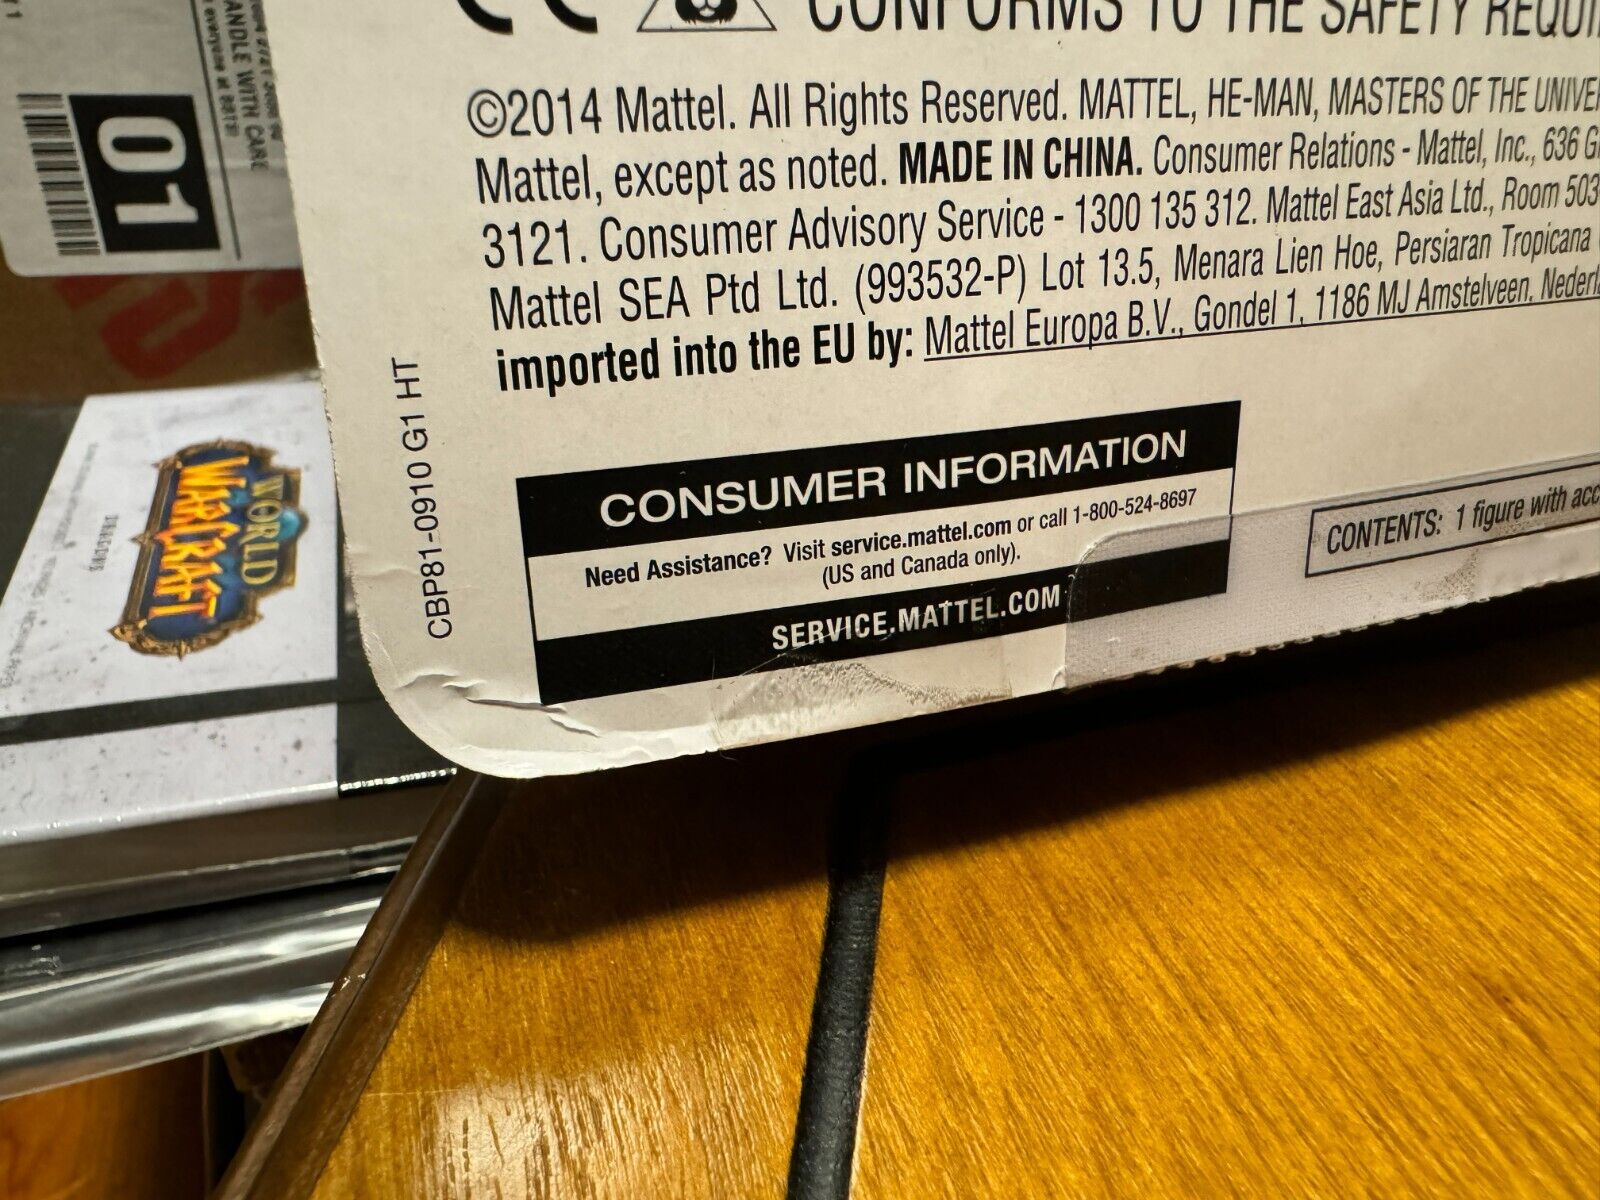 HANDLE WITH CARE
01
CONFORMS TO THE SAFETY
©2014 Mattel. All Rights Reserved. MATTEL, HE-MAN, MASTERS OF THE
Mattel, except as noted. MADE IN CHINA. Consumer Relations - Mattel, Inc., 636
3121. Consumer Advisory Service - 1300 135 312. Mattel East Asia Ltd., Room 503
Mattel SEA Ptd Ltd. (993532-P) Lot 13.5, Menara Lien Hoe, Persiaran Tropicana
imported into the EU by: Mattel Europa B.V., Gondel 1, 1186 MJ Amstelveen,
CBP81-0910 G1 HT
CONSUMER INFORMATION
Need Assistance? Visit service.mattel.com or call 1-800-524-8697
(US and Canada only).
SERVICE.MATTEL.COM
CONTENTS: 1 figure with
WORLD
WARCRAFT